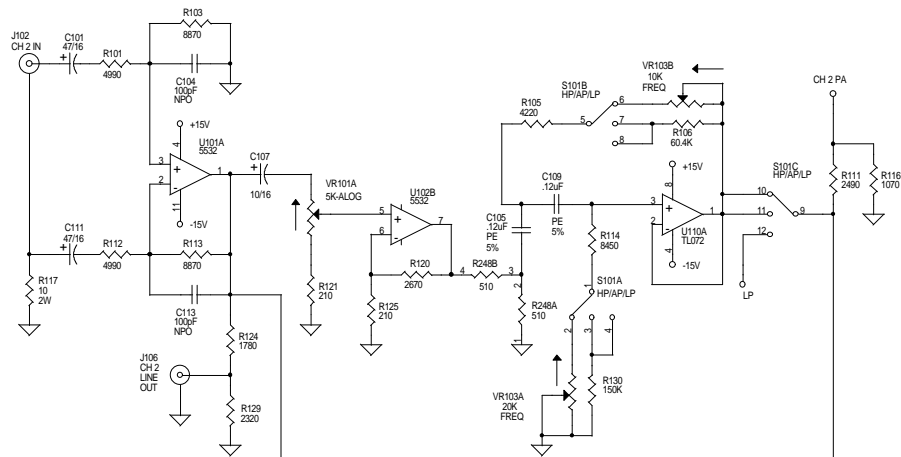 J102
CH 2 IN
C101
47/16
+
R101
4990
R103
8870
C104
100pF
NPO
+15V
4
U101A
5532
3
+
2
-
1
11
-15V
C107
+
10/16
VR101A
5K-ALOG
R121
210
C111
47/16
+
R112
4990
R113
8870
R117
10
2W
C113
100pF
NPO
R124
1780
J106
CH 2
LINE
OUT
R129
2320
U102B
5532
5
+
6
-
7
R120
2670
R125
210
4
R248B
510
3
2
R248A
510
1
R105
4220
C105
.12uF
PE
5%
C109
.12uF
PE
5%
S101B
HP/AP/LP
5
6
7
8
VR103B
10K
FREQ
R106
60.4K
+15V
8
3
+
2
-
1
U110A
TL072
4
-15V
R114
8450
1
S101A
HP/AP/LP
2
3
4
VR103A
20K
FREQ
R130
150K
S101C
HP/AP/LP
10
11
12
9
LP
CH 2 PA
R111
2490
R116
1070